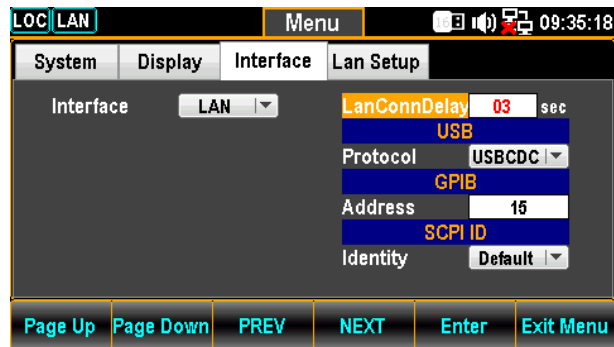 LOC LAN Menu 16 09:35:18
System Display Interface Lan Setup
Interface LAN LanConnDelay 03 sec
USB
Protocol USBCDC
GPIB
Address 15
SCPI ID
Identity Default
Page Up Page Down PREV NEXT Enter Exit Menu